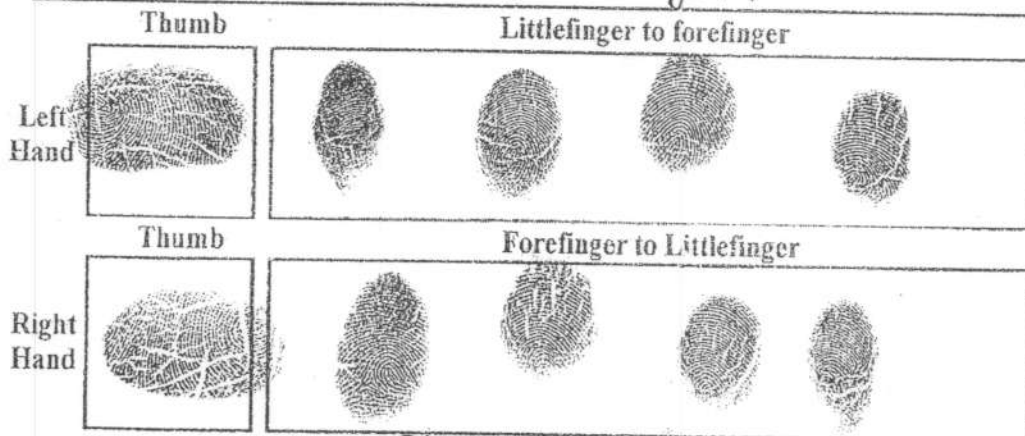 Thumb Littlefinger to forefinger
Left
Hand
Thumb Forefinger to Littlefinger
Right
Hand